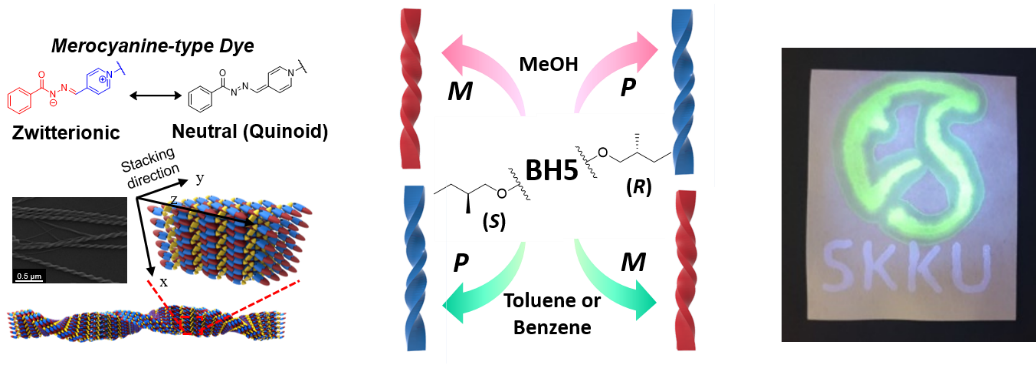 Merocyanine-type Dye
O
N
N
N
⊕
⊖
O
N
N
N
Zwitterionic
Neutral (Quinoid)
Stacking
direction
y
z
x
0.5 µm
MeOH
M
P
O
(S)
BH5
O
(R)
P
M
Toluene or
Benzene
SKKU